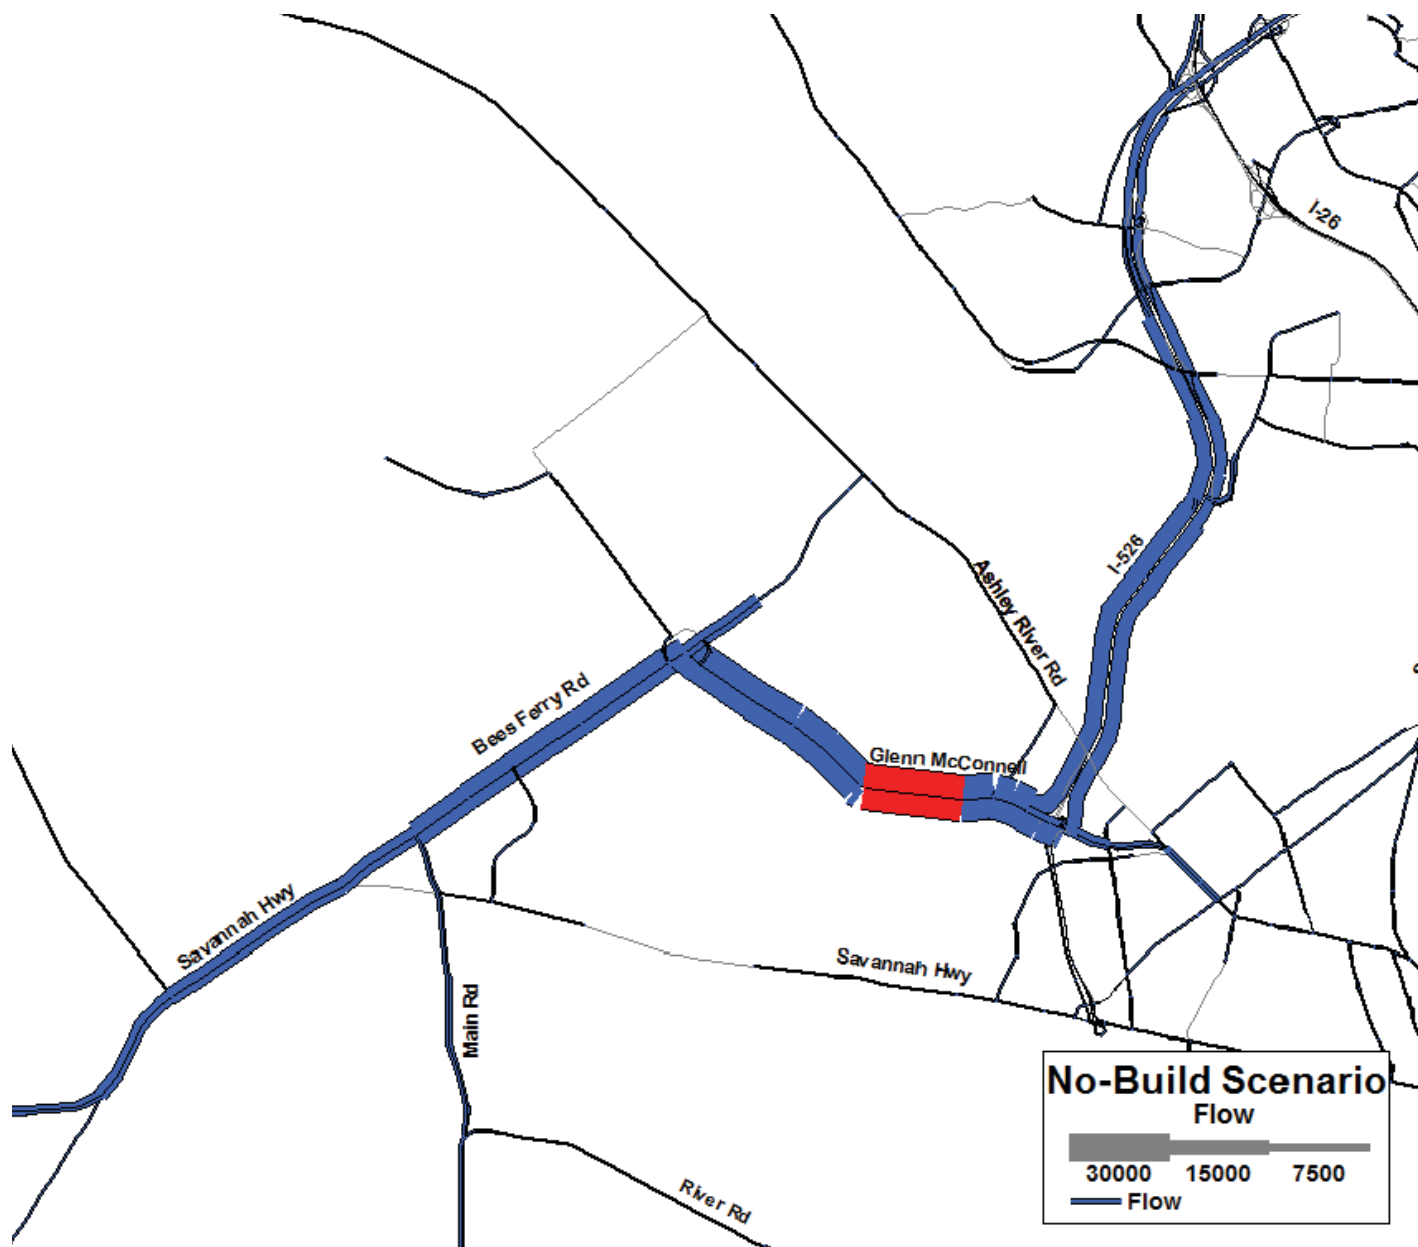 I-26
I-526
Ashley River Rd
Bees Ferry Rd
Glenn McConnell
Savannah Hwy
Savannah Hwy
Main Rd
River Rd
No-Build Scenario
Flow
30000 15000 7500
Flow